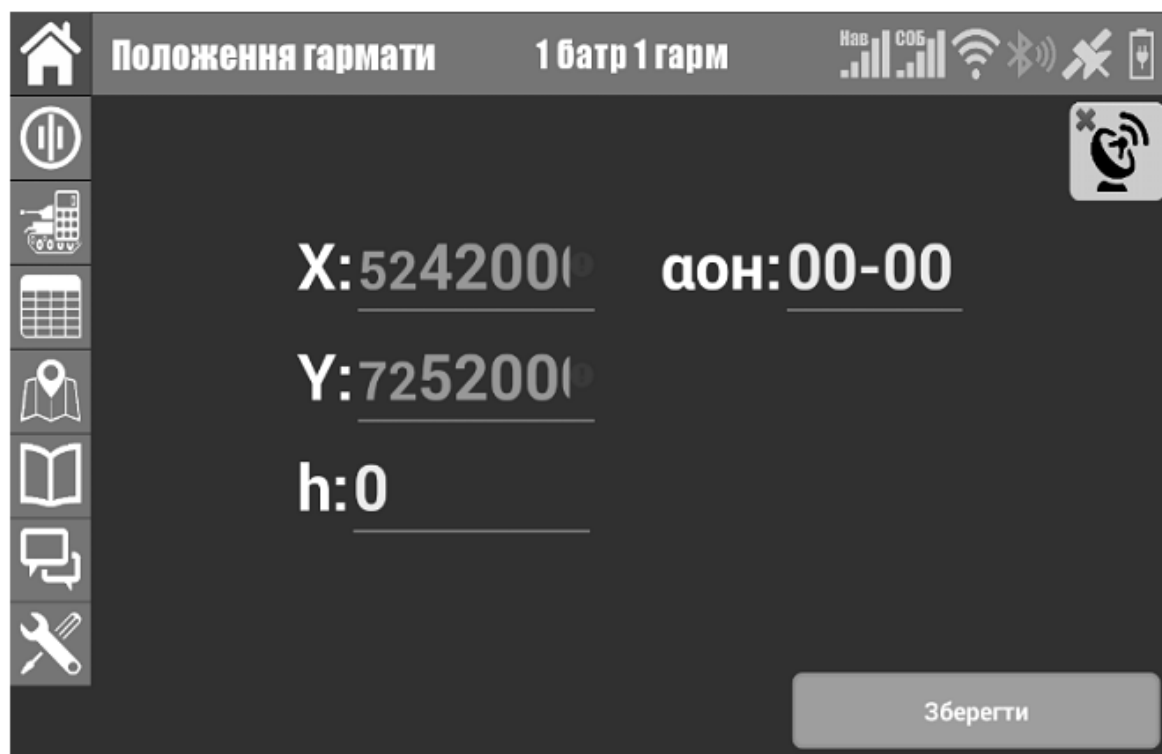 Положення гармати 1 батр 1 гарм Нав СОБ
X: 524200 αон: 00-00
Y: 725200
h: 0
Зберегти